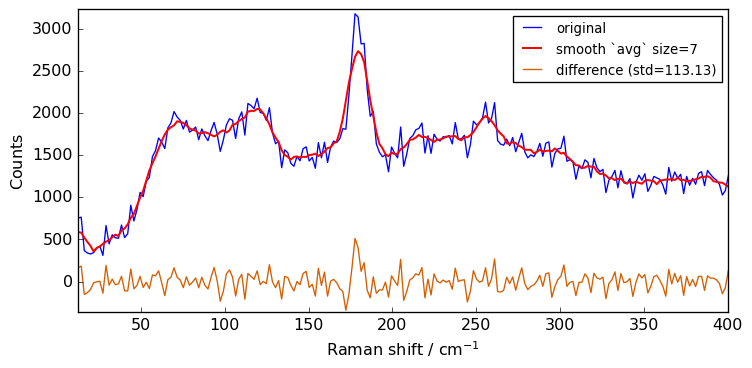 original
smooth `avg` size=7
difference (std=113.13)
3000
2500
2000
1500
1000
500
0
Counts
50 100 150 200 250 300 350 400
Raman shift / cm⁻¹